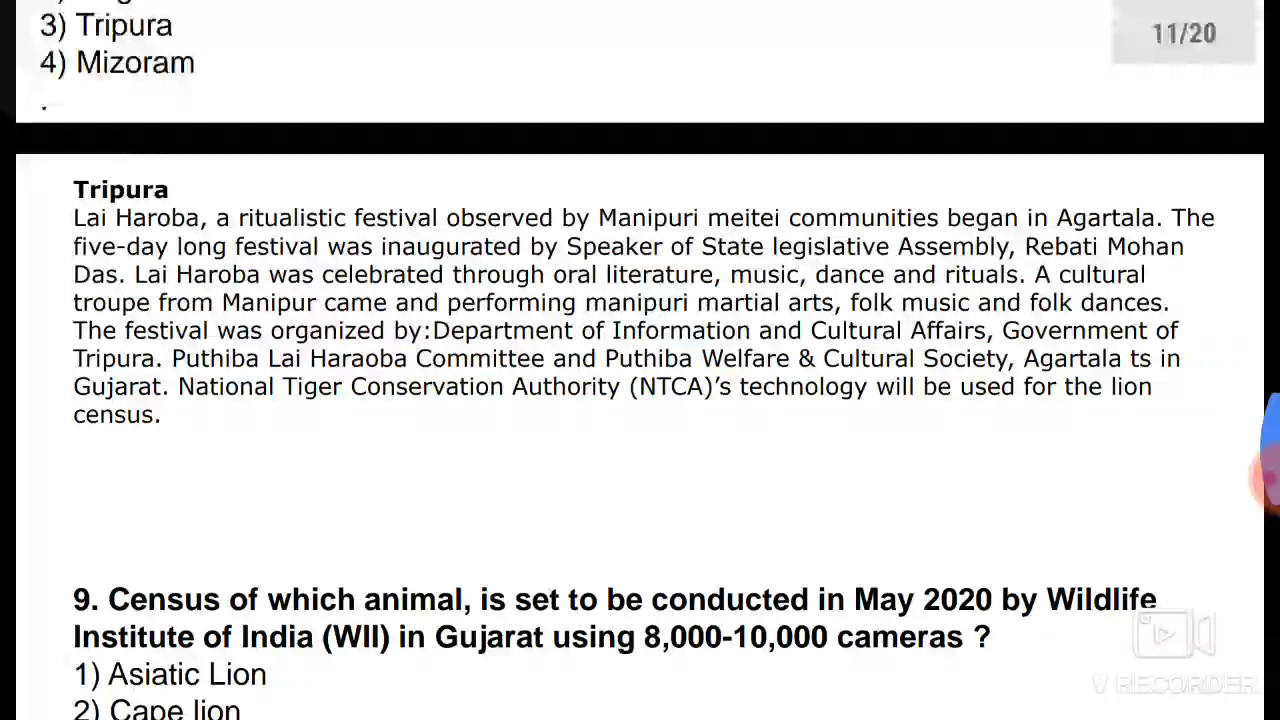 3) Tripura
11/20
4) Mizoram
.
Tripura
Lai Haroba, a ritualistic festival observed by Manipuri meitei communities began in Agartala. The
five-day long festival was inaugurated by Speaker of State legislative Assembly, Rebati Mohan
Das. Lai Haroba was celebrated through oral literature, music, dance and rituals. A cultural
troupe from Manipur came and performing manipuri martial arts, folk music and folk dances.
The festival was organized by:Department of Information and Cultural Affairs, Government of
Tripura. Puthiba Lai Haraoba Committee and Puthiba Welfare & Cultural Society, Agartala ts in
Gujarat. National Tiger Conservation Authority (NTCA)’s technology will be used for the lion
census.
9. Census of which animal, is set to be conducted in May 2020 by Wildlife
Institute of India (WII) in Gujarat using 8,000-10,000 cameras ?
1) Asiatic Lion
2) Cape lion
V RECORDER